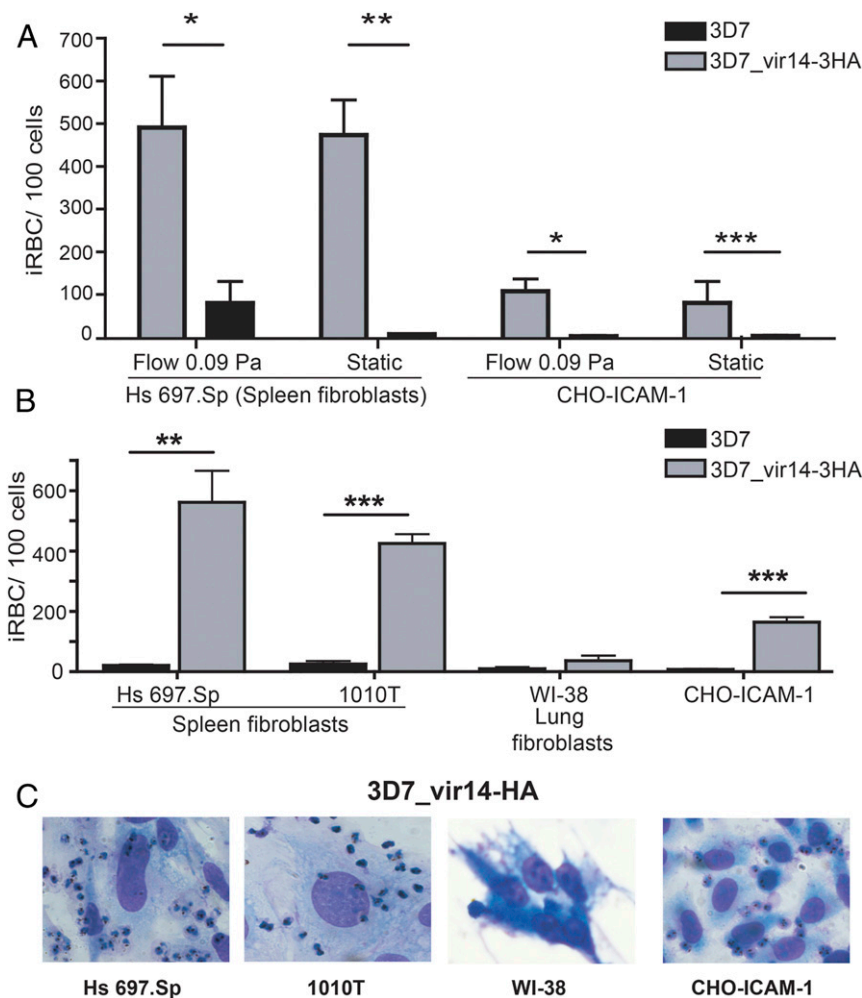 A
700
600
500
400
300
200
100
0
iRBC/ 100 cells
* ** * ***
3D7
3D7_vir14-3HA
Flow 0.09 Pa Static Flow 0.09 Pa Static
Hs 697.Sp (Spleen fibroblasts) CHO-ICAM-1
B
600
400
200
0
iRBC/ 100 cells
** *** ***
3D7
3D7_vir14-3HA
Hs 697.Sp 1010T WI-38 CHO-ICAM-1
Spleen fibroblasts Lung
fibroblasts
C
3D7_vir14-HA
Hs 697.Sp 1010T WI-38 CHO-ICAM-1